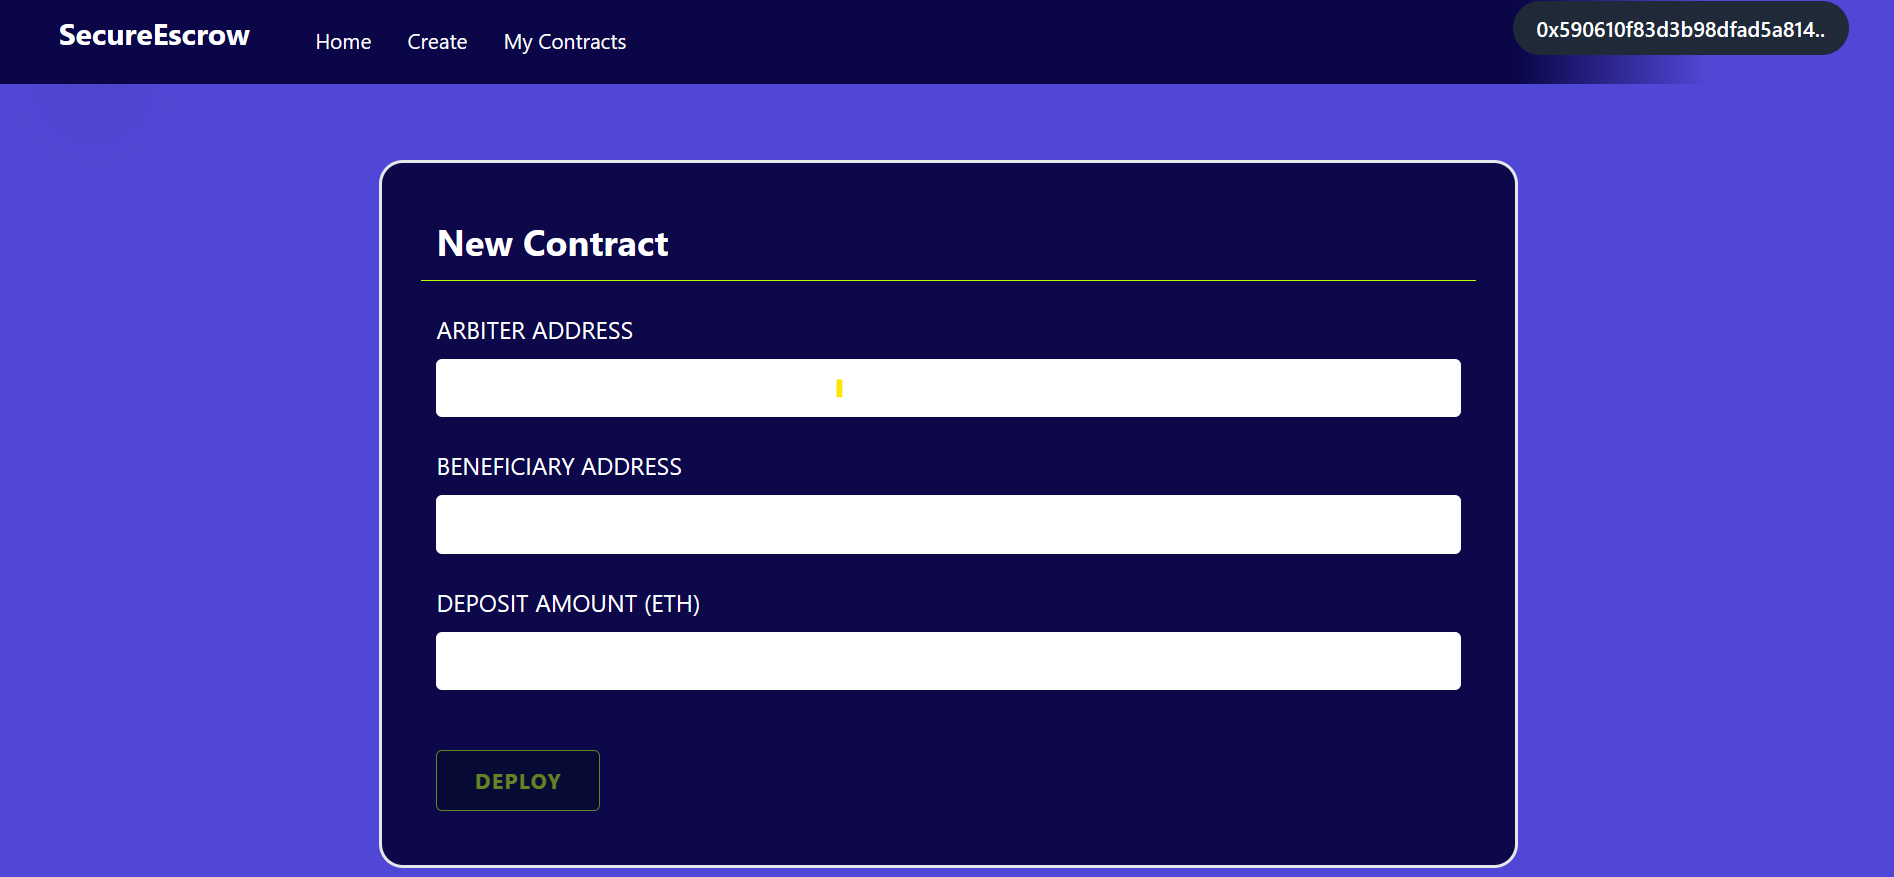 SecureEscrow
Home
Create
My Contracts
0x590610f83d3b98dfad5a814..
New Contract
ARBITER ADDRESS
BENEFICIARY ADDRESS
DEPOSIT AMOUNT (ETH)
DEPLOY